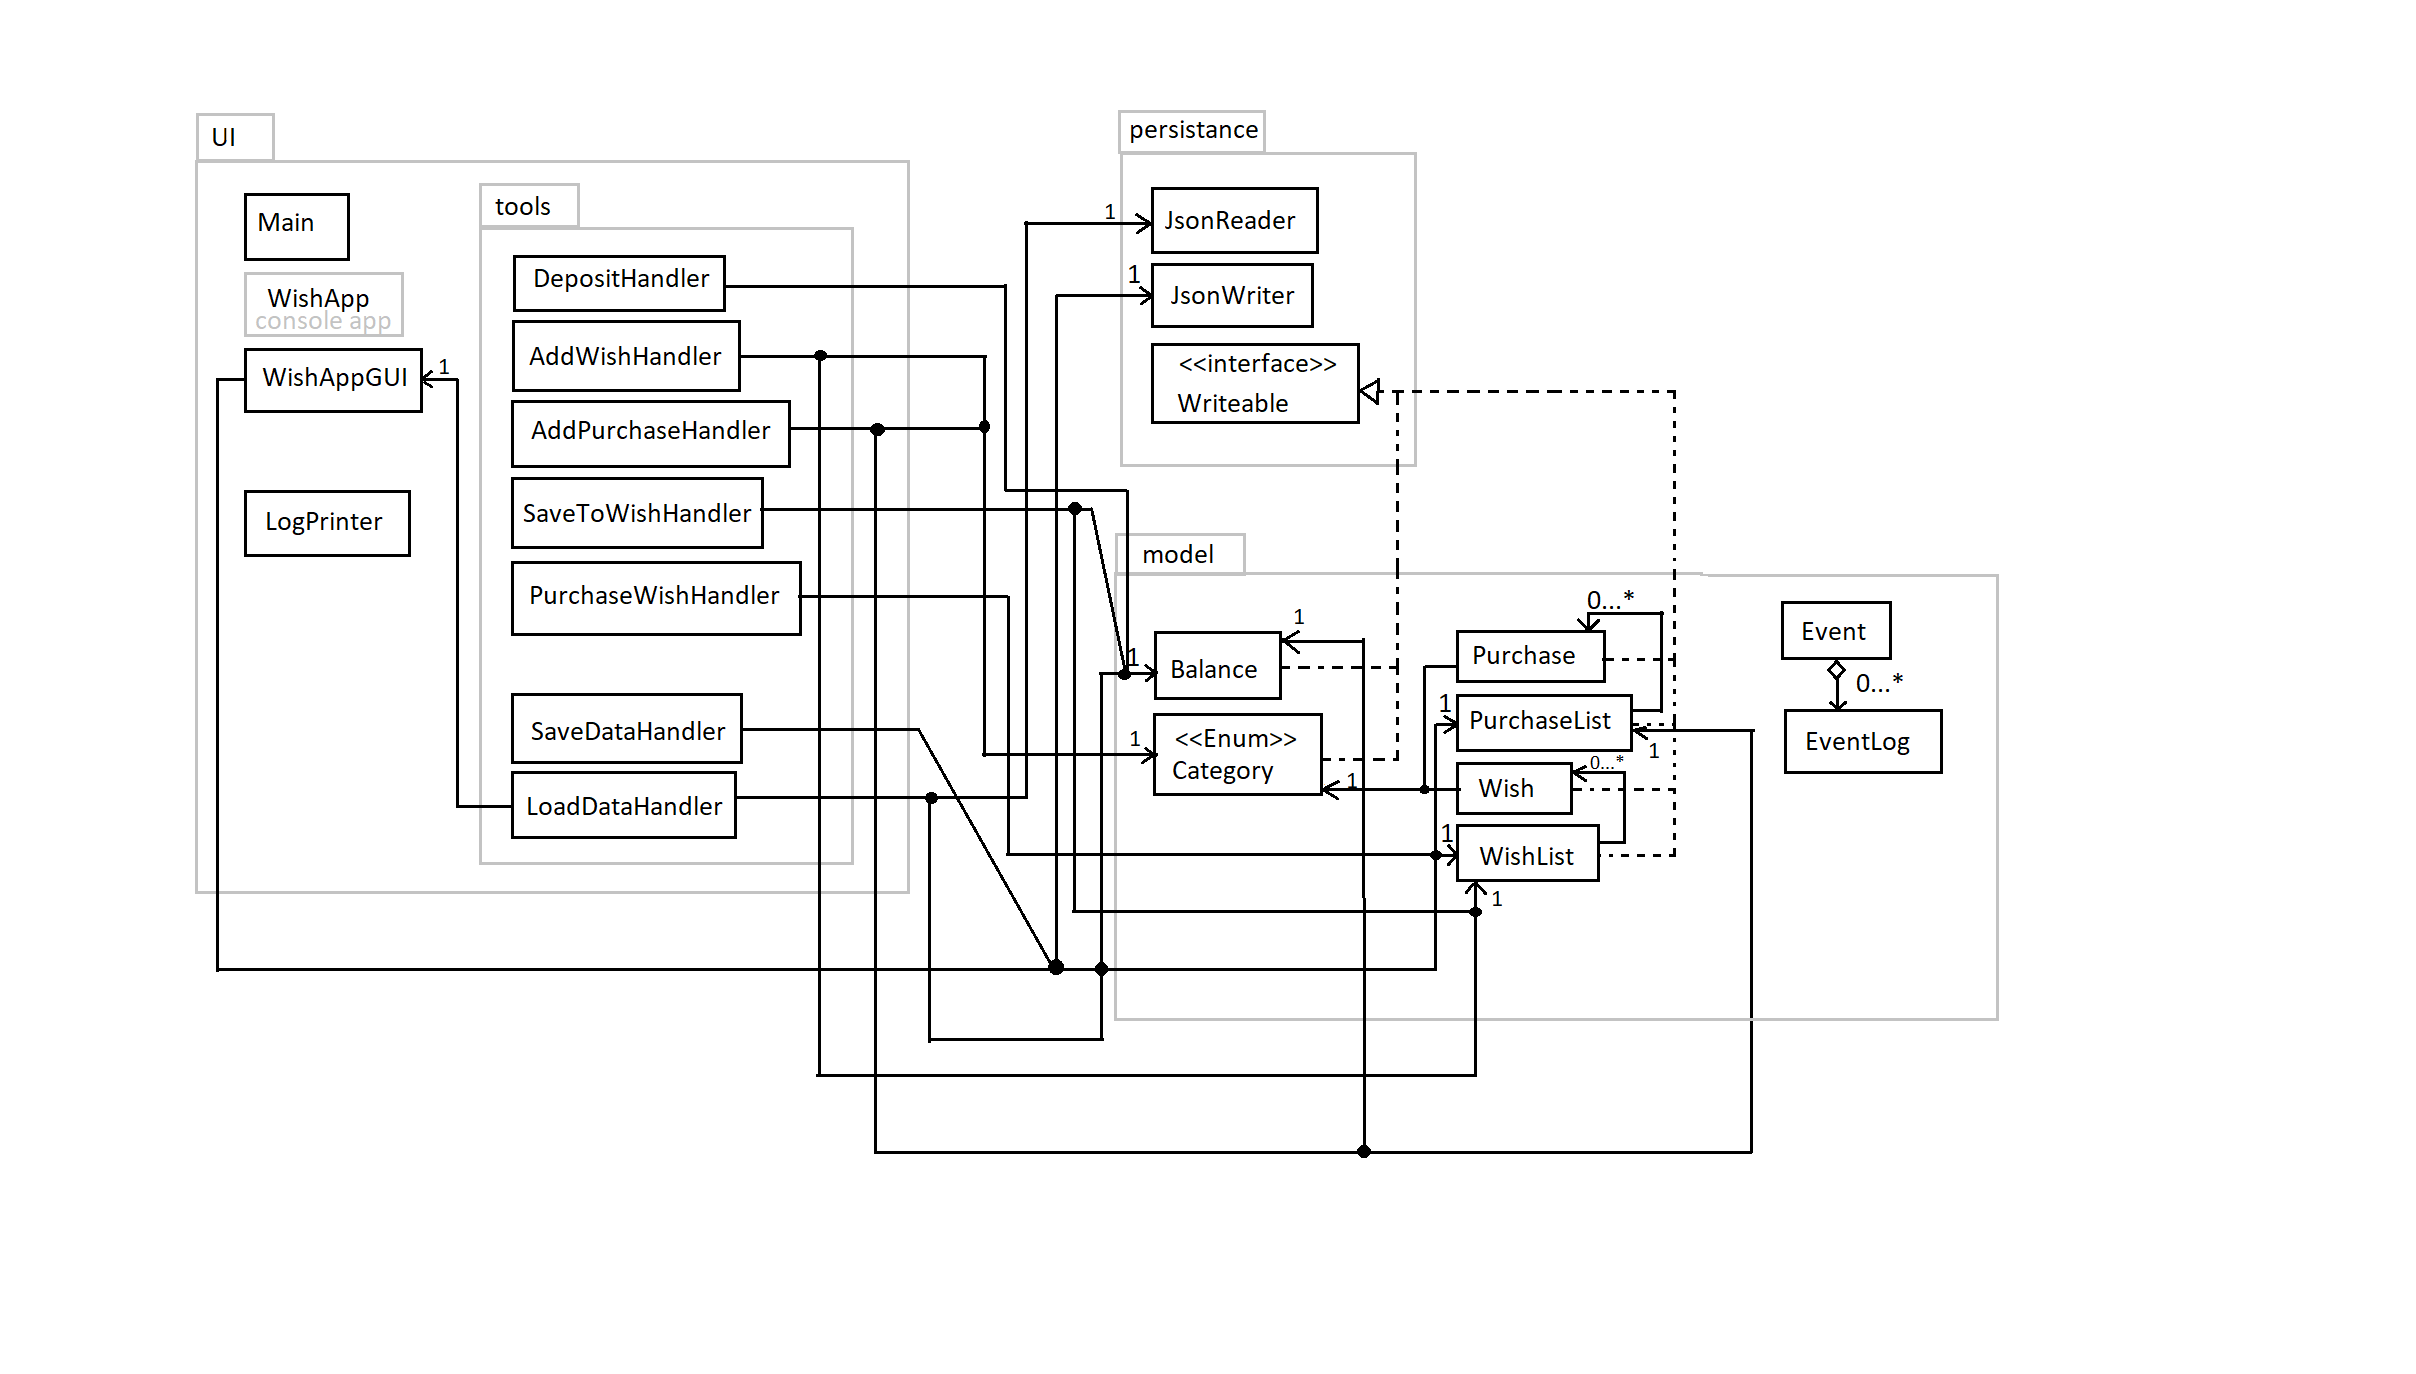 UI
Main
WishApp
console app
WishAppGUI
1
LogPrinter
tools
DepositHandler
AddWishHandler
AddPurchaseHandler
SaveToWishHandler
PurchaseWishHandler
SaveDataHandler
LoadDataHandler
persistance
1
JsonReader
1
JsonWriter
<<interface>>
Writeable
model
1
1
Balance
1
<<Enum>>
Category
1
0...*
Purchase
1
PurchaseList
1
0...*
Wish
1
WishList
1
Event
0...*
EventLog